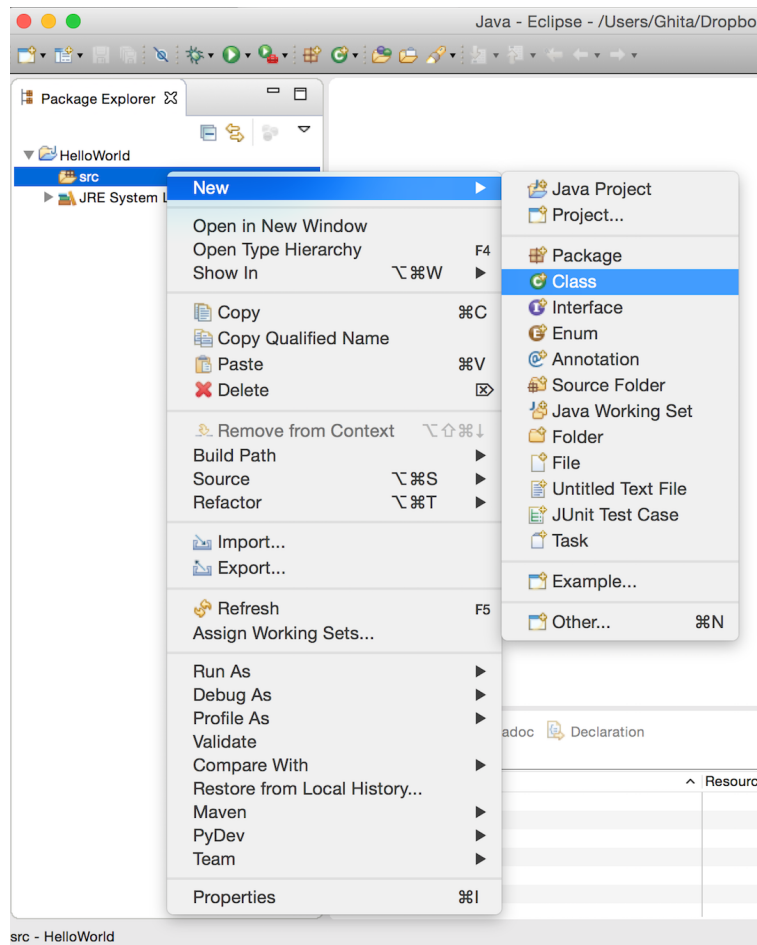 Java - Eclipse - /Users/Ghita/Dropbo
Package Explorer
HelloWorld
src
JRE System L
New
Open in New Window
Open Type Hierarchy F4
Show In ⌥⌘W
Copy ⌘C
Copy Qualified Name
Paste ⌘V
Delete ⌦
Remove from Context ⌥⇧⌘↓
Build Path
Source ⌥⌘S
Refactor ⌥⌘T
Import...
Export...
Refresh F5
Assign Working Sets...
Run As
Debug As
Profile As
Validate
Compare With
Restore from Local History...
Maven
PyDev
Team
Properties ⌘I
Java Project
Project...
Package
Class
Interface
Enum
Annotation
Source Folder
Java Working Set
Folder
File
Untitled Text File
JUnit Test Case
Task
Example...
Other... ⌘N
adoc Declaration
Resourc
src - HelloWorld